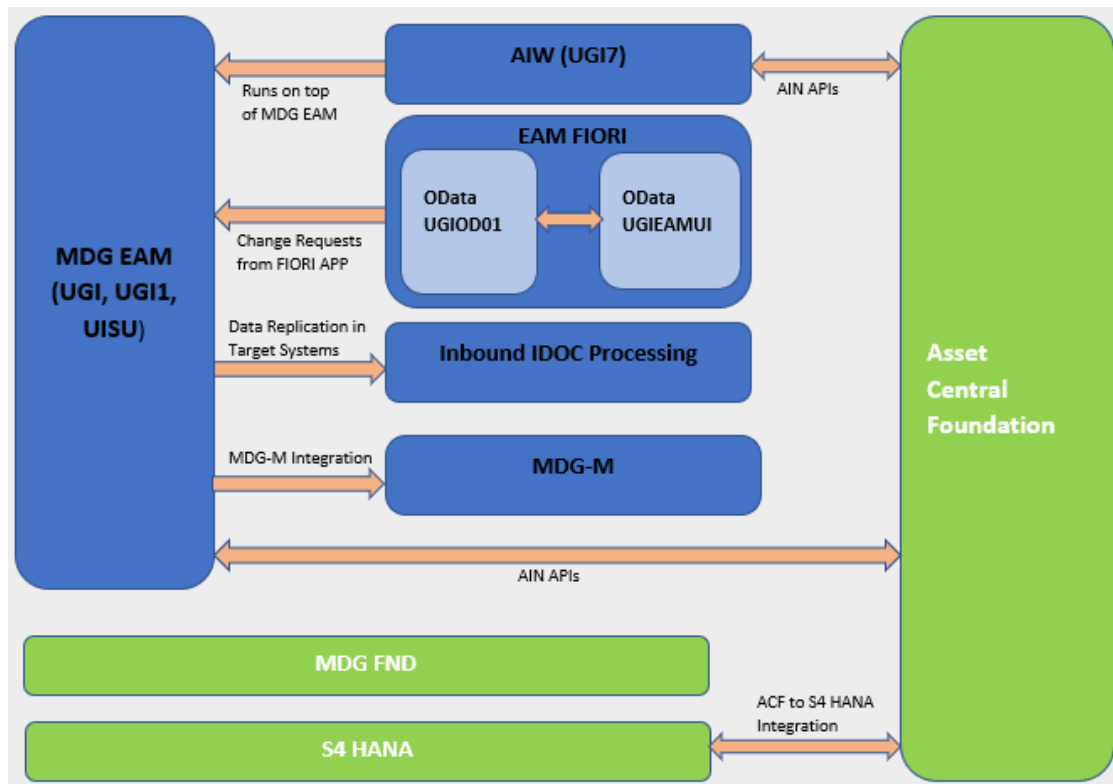 AIW (UGI7)
Runs on top
of MDG EAM
AIN APIs
EAM FIORI
OData
UGIOD01
OData
UGIEAMUI
Change Requests
from FIORI APP
MDG EAM
(UGI, UGI1,
UISU)
Data Replication in
Target Systems
Inbound IDOC Processing
Asset
Central
Foundation
MDG-M Integration
MDG-M
AIN APIs
MDG FND
ACF to S4 HANA
Integration
S4 HANA